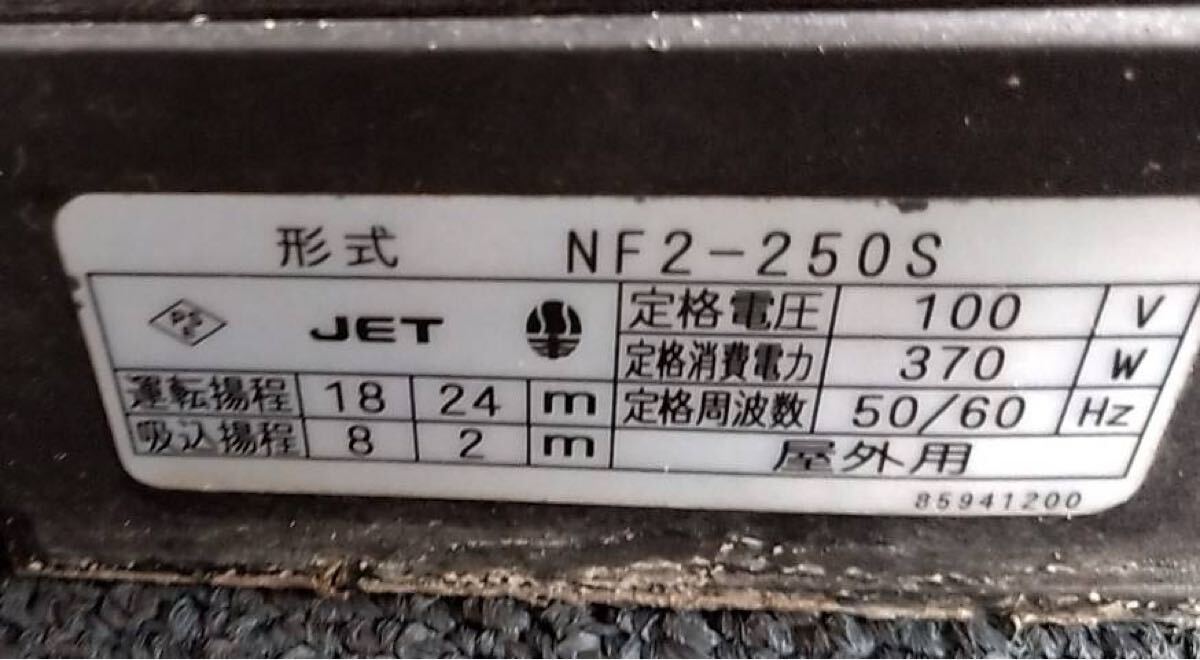 形式 NF2-250S
PS E JET 定格電圧 100 V
定格消費電力 370 W
運転揚程 18 24 m 定格周波数 50/60 Hz
吸込揚程 8 2 m 屋外用
85941200